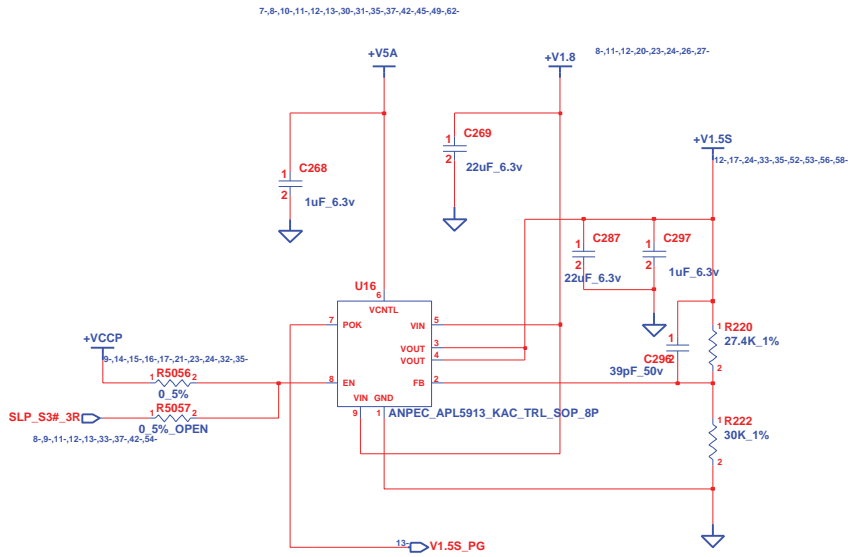 7-,8-,10-,11-,12-,13-,30-,31-,35-,37-,42-,45-,49-,62-
+V5A
+V1.8
8-,11-,12-,20-,23-,24-,26-,27-
1
C269
2
22uF_6.3v
+V1.5S
12-,17-,24-,33-,35-,52-,53-,56-,58-
1
C268
2
1uF_6.3v
1
C287
2
22uF_6.3v
1
C297
2
1uF_6.3v
U16
6
VCNTL
7
POK
VIN
5
VOUT
3
VOUT
4
8
EN
FB
2
VIN
GND
9
1
ANPEC_APL5913_KAC_TRL_SOP_8P
+VCCP
9-,14-,15-,16-,17-,21-,23-,24-,32-,35-
R5056
1
2
0_5%
R5057
SLP_S3#_3R
1
2
0_5%_OPEN
8-,9-,11-,12-,13-,33-,37-,42-,54-
1
C296
2
39pF_50v
1
R220
27.4K_1%
2
1
R222
30K_1%
2
13-
V1.5S_PG